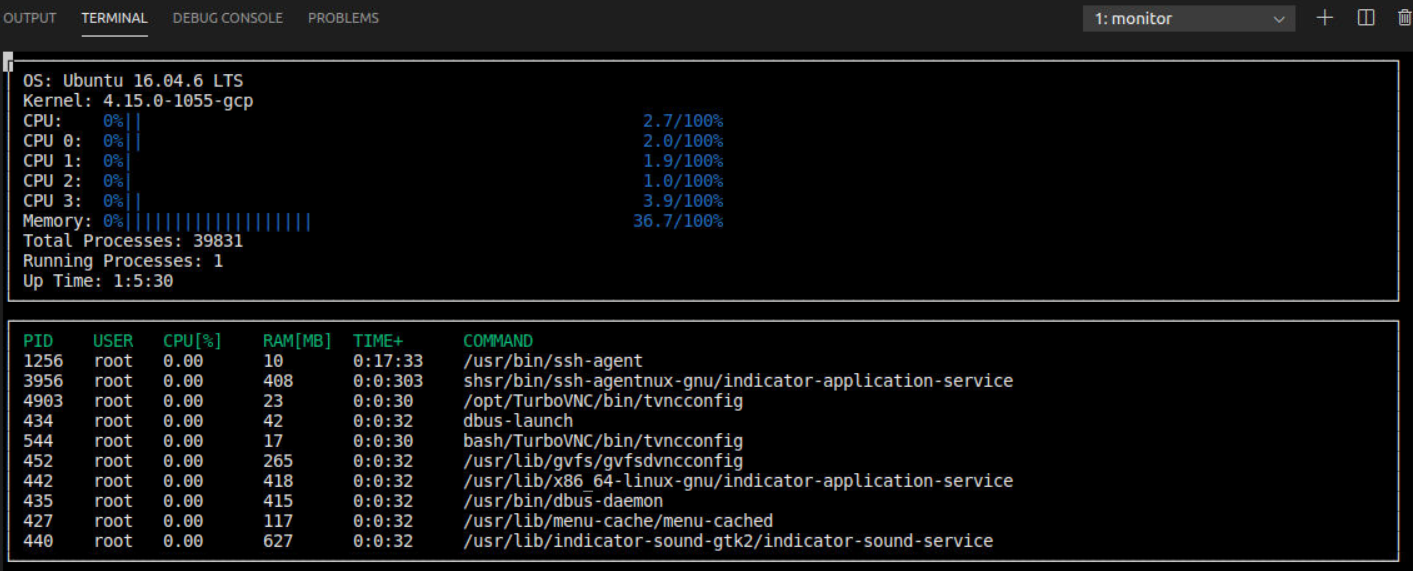 OUTPUT TERMINAL DEBUG CONSOLE PROBLEMS 1: monitor
OS: Ubuntu 16.04.6 LTS
Kernel: 4.15.0-1055-gcp
CPU: 0%|| 2.7/100%
CPU 0: 0%|| 2.0/100%
CPU 1: 0%| 1.9/100%
CPU 2: 0%| 1.0/100%
CPU 3: 0%|| 3.9/100%
Memory: 0%||||||||||||||||||| 36.7/100%
Total Processes: 39831
Running Processes: 1
Up Time: 1:5:30
PID USER CPU[%] RAM[MB] TIME+ COMMAND
1256 root 0.00 10 0:17:33 /usr/bin/ssh-agent
3956 root 0.00 408 0:0:303 shsr/bin/ssh-agentnux-gnu/indicator-application-service
4903 root 0.00 23 0:0:30 /opt/TurboVNC/bin/tvncconfig
434 root 0.00 42 0:0:32 dbus-launch
544 root 0.00 17 0:0:30 bash/TurboVNC/bin/tvncconfig
452 root 0.00 265 0:0:32 /usr/lib/gvfs/gvfsdvncconfig
442 root 0.00 418 0:0:32 /usr/lib/x86_64-linux-gnu/indicator-application-service
435 root 0.00 415 0:0:32 /usr/bin/dbus-daemon
427 root 0.00 117 0:0:32 /usr/lib/menu-cache/menu-cached
440 root 0.00 627 0:0:32 /usr/lib/indicator-sound-gtk2/indicator-sound-service